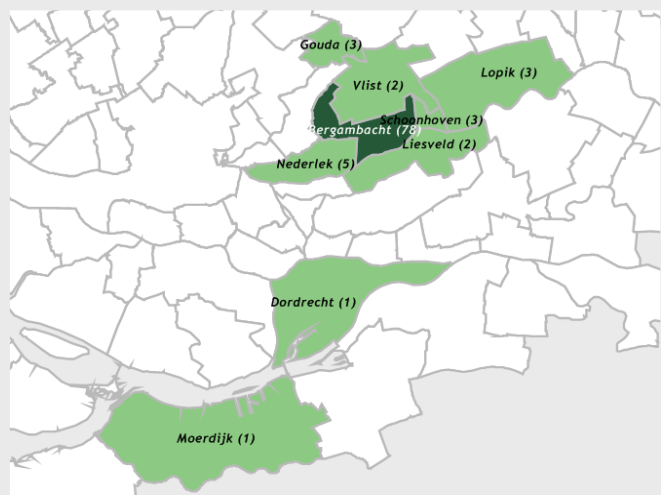 Gouda (3)
Lopik (3)
Vlist (2)
Schoonhoven (3)
Bergambacht (78)
Liesveld (2)
Nederlek (5)
Dordrecht (1)
Moerdijk (1)